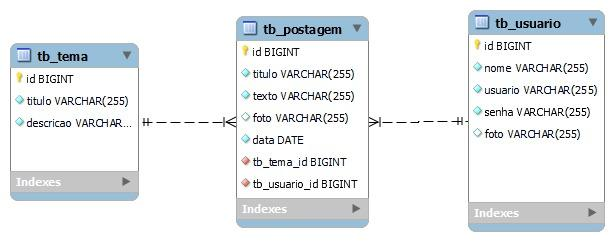 tb_tema
id BIGINT
titulo VARCHAR(255)
descricao VARCHAR...
Indexes
tb_postagem
id BIGINT
titulo VARCHAR(255)
texto VARCHAR(255)
foto VARCHAR(255)
data DATE
tb_tema_id BIGINT
tb_usuario_id BIGINT
Indexes
tb_usuario
id BIGINT
nome VARCHAR(255)
usuario VARCHAR(255)
senha VARCHAR(255)
foto VARCHAR(255)
Indexes